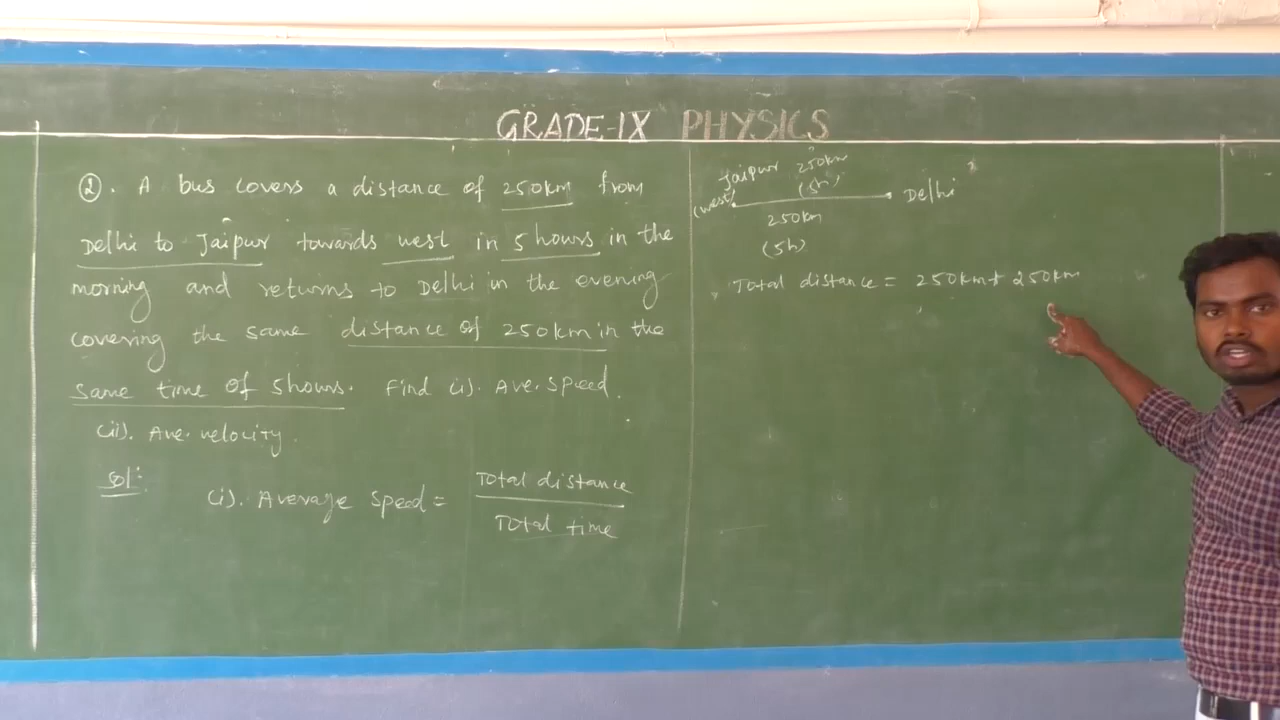 GRADE-IX PHYSICS
②. A bus covers a distance of 250km from
Delhi to Jaipur towards west in 5 hours in the
morning and returns to Delhi in the evening
covering the same distance of 250km in the
same time of 5hours. Find (i). Ave. Speed.
(ii). Ave. velocity.
Sol:
(i). Average Speed = Total distance
Total time
Jaipur 250km
(5h)
(west) Delhi
250km
(5h)
Total distance = 250km + 250km